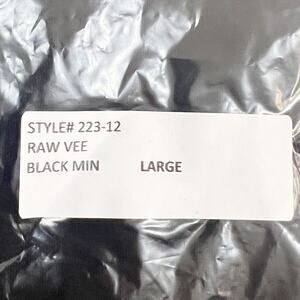 STYLE# 223-12
RAW VEE
BLACK MIN LARGE